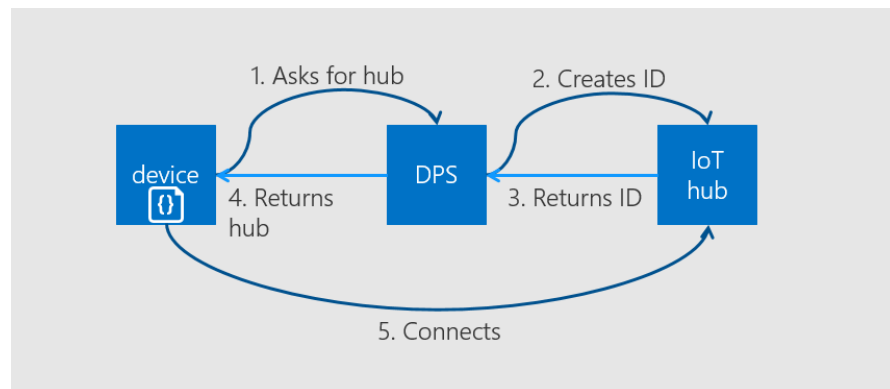 1. Asks for hub
2. Creates ID
device
{}
DPS
IoT
hub
4. Returns
hub
3. Returns ID
5. Connects